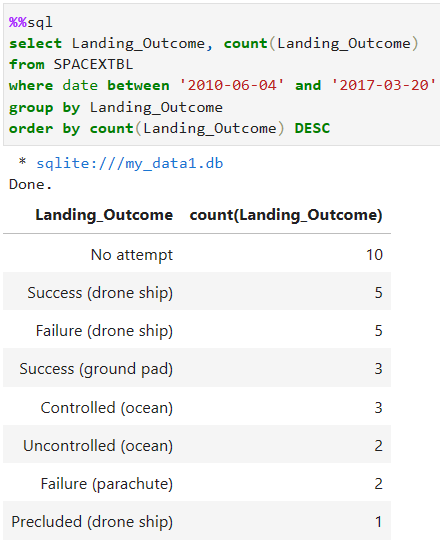 %%sql
select Landing_Outcome, count(Landing_Outcome)
from SPACEXTBL
where date between '2010-06-04' and '2017-03-20'
group by Landing_Outcome
order by count(Landing_Outcome) DESC
* sqlite:///my_data1.db
Done.
Landing_Outcome count(Landing_Outcome)
No attempt 10
Success (drone ship) 5
Failure (drone ship) 5
Success (ground pad) 3
Controlled (ocean) 3
Uncontrolled (ocean) 2
Failure (parachute) 2
Precluded (drone ship) 1